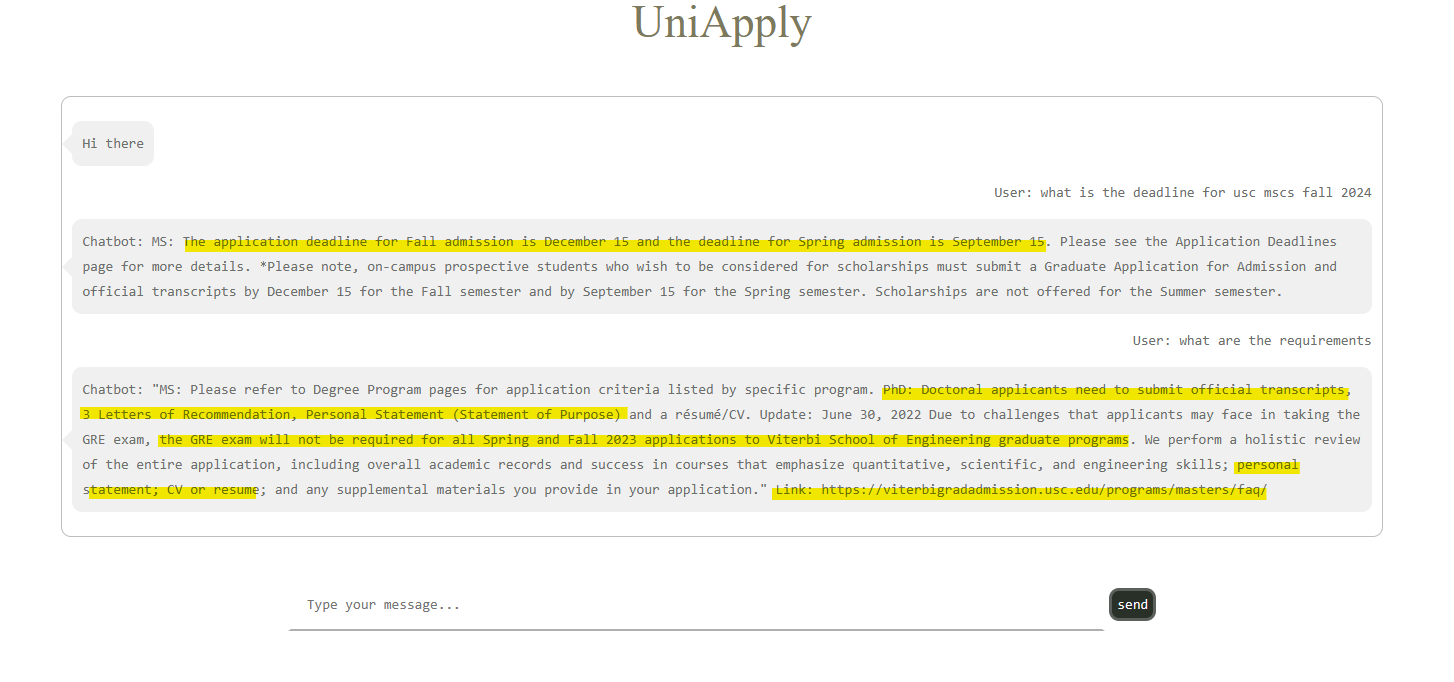 UniApply
Hi there
User: what is the deadline for usc mscs fall 2024
Chatbot: MS: The application deadline for Fall admission is December 15 and the deadline for Spring admission is September 15. Please see the Application Deadlines
page for more details. *Please note, on-campus prospective students who wish to be considered for scholarships must submit a Graduate Application for Admission and
official transcripts by December 15 for the Fall semester and by September 15 for the Spring semester. Scholarships are not offered for the Summer semester.
User: what are the requirements
Chatbot: "MS: Please refer to Degree Program pages for application criteria listed by specific program. PhD: Doctoral applicants need to submit official transcripts,
3 Letters of Recommendation, Personal Statement (Statement of Purpose) and a résumé/CV. Update: June 30, 2022 Due to challenges that applicants may face in taking the
GRE exam, the GRE exam will not be required for all Spring and Fall 2023 applications to Viterbi School of Engineering graduate programs. We perform a holistic review
of the entire application, including overall academic records and success in courses that emphasize quantitative, scientific, and engineering skills; personal
statement; CV or resume; and any supplemental materials you provide in your application." Link: https://viterbigradadmission.usc.edu/programs/masters/faq/
Type your message...
send